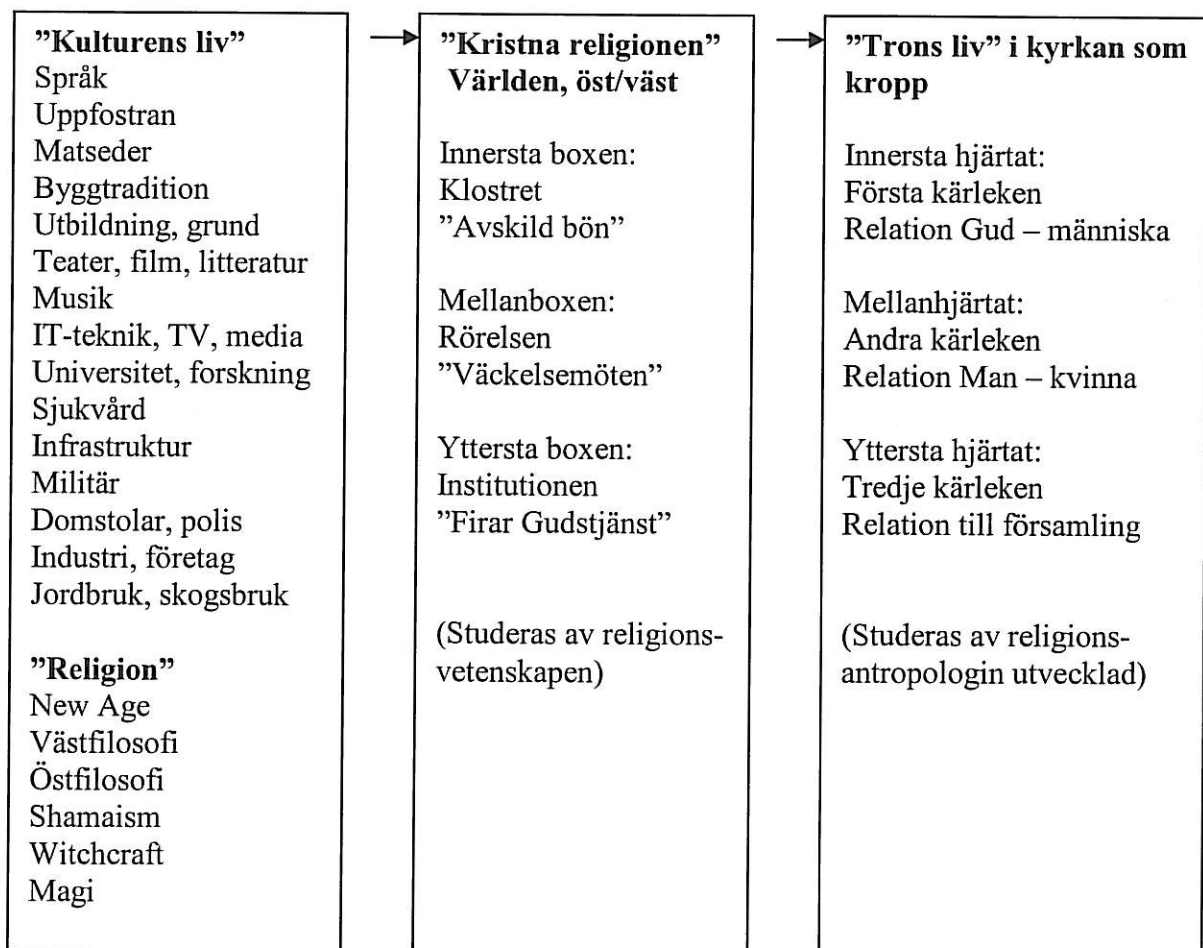 ”Kulturens liv”
Språk
Uppfostran
Matseder
Byggtradition
Utbildning, grund
Teater, film, litteratur
Musik
IT-teknik, TV, media
Universitet, forskning
Sjukvård
Infrastruktur
Militär
Domstolar, polis
Industri, företag
Jordbruk, skogsbruk
”Religion”
New Age
Västfilosofi
Östfilosofi
Shamaism
Witchcraft
Magi
”Kristna religionen”
Världen, öst/väst
Innersta boxen:
Klostret
”Avskild bön”
Mellanboxen:
Rörelsen
”Väckelsemöten”
Yttersta boxen:
Institutionen
”Firar Gudstjänst”
(Studeras av religions-
vetenskapen)
”Trons liv” i kyrkan som
kropp
Innersta hjärtat:
Första kärleken
Relation Gud – människa
Mellanhjärtat:
Andra kärleken
Relation Man – kvinna
Yttersta hjärtat:
Tredje kärleken
Relation till församling
(Studeras av religions-
antropologin utvecklad)